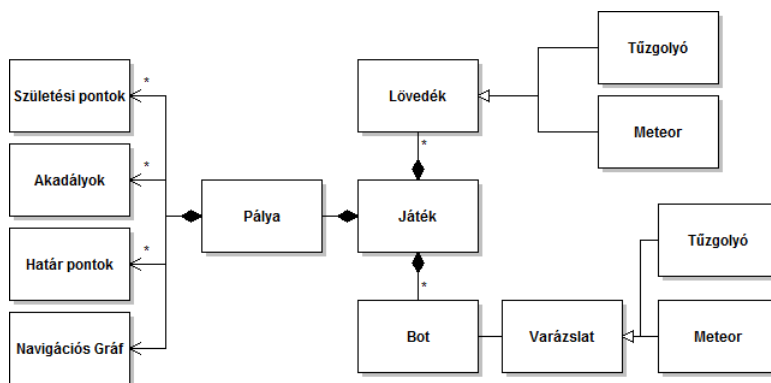 Születési pontok
*
Akadályok
*
Határ pontok
*
Navigációs Gráf
Pálya
Játék
Lövedék
*
Tűzgolyó
Meteor
Bot
*
Varázslat
Tűzgolyó
Meteor